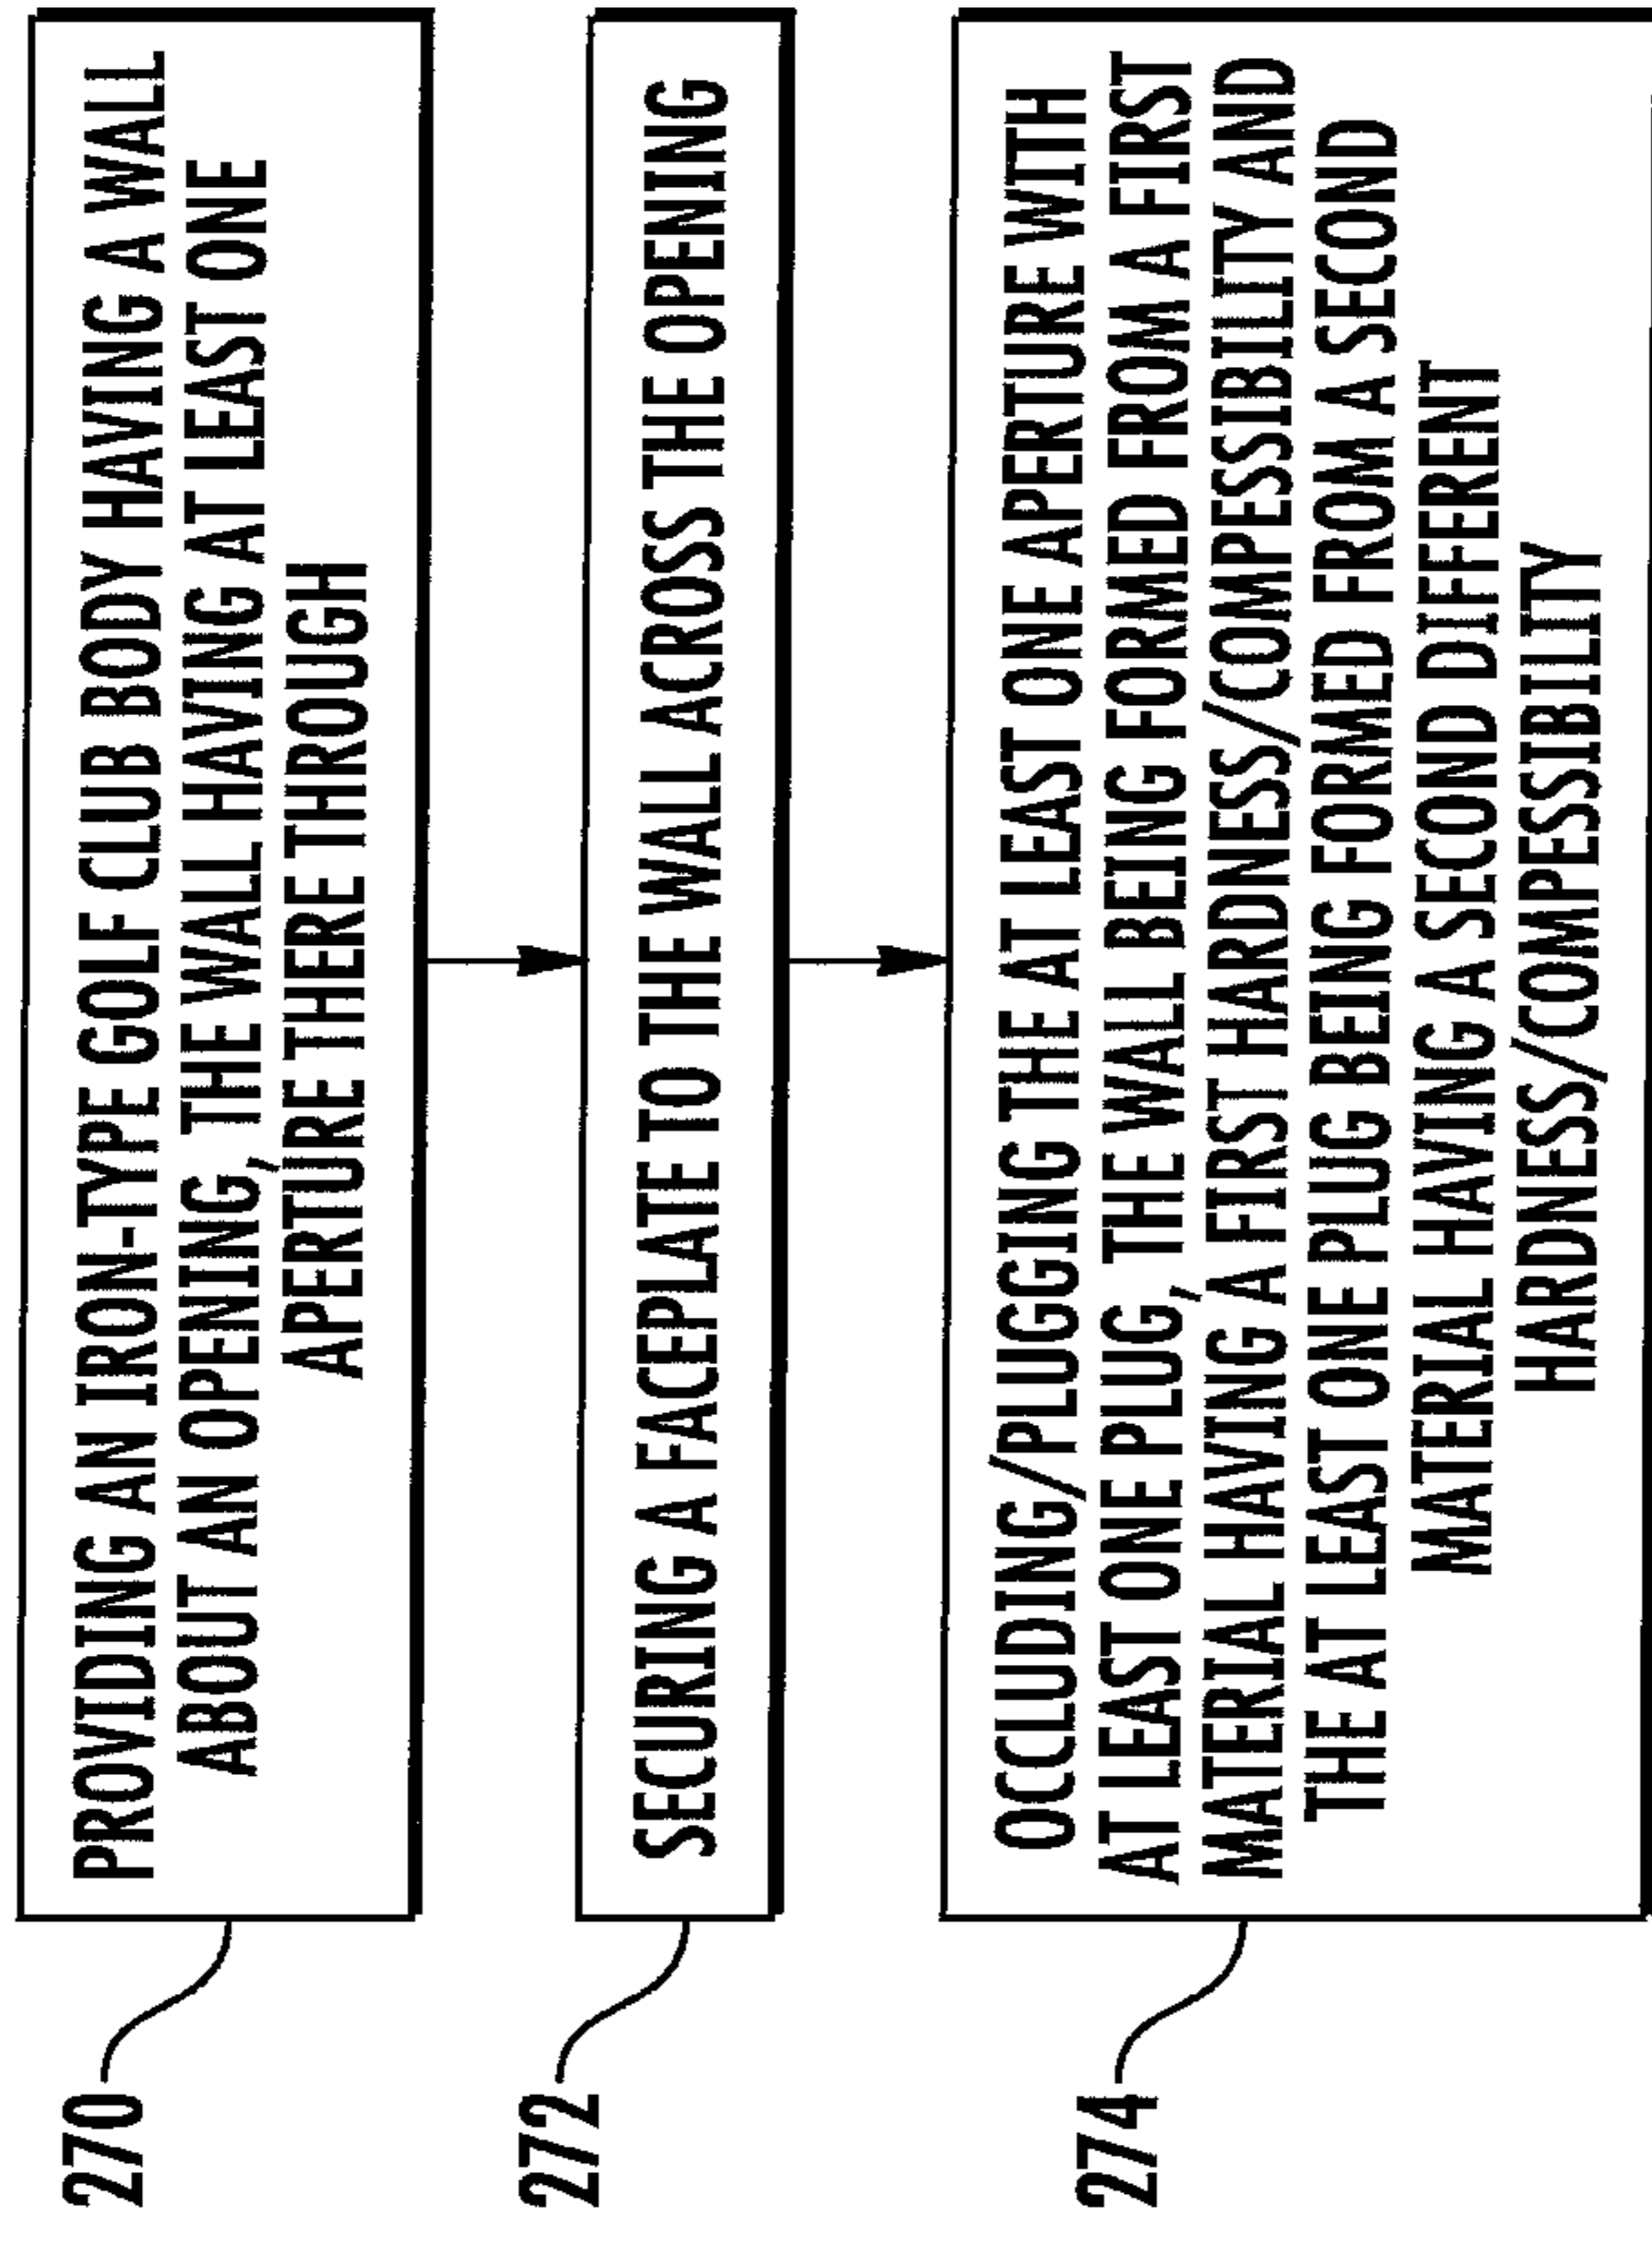 270
PROVIDING AN IRON-TYPE GOLF CLUB BODY HAVING A WALL
ABOUT AN OPENING, THE WALL HAVING AT LEAST ONE
APERTURE THERE THROUGH
272
SECURING A FACEPLATE TO THE WALL ACROSS THE OPENING
274
OCCLUDING/PLUGGING THE AT LEAST ONE APERTURE WITH
AT LEAST ONE PLUG, THE WALL BEING FORMED FROM A FIRST
MATERIAL HAVING A FIRST HARDNESS/COMPESSIBILITY AND
THE AT LEAST ONE PLUG BEING FORMED FROM A SECOND
MATERIAL HAVING A SECOND DIFFERENT
HARDNESS/COMPESSIBILITY